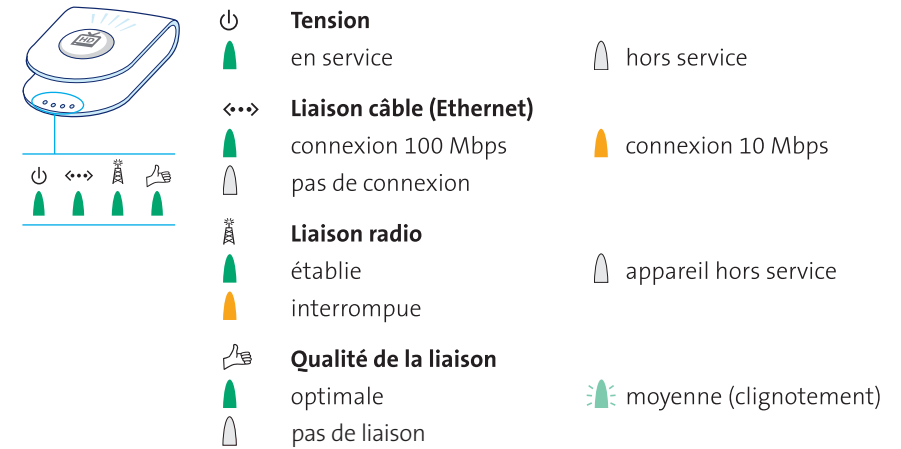 HD
Tension
en service
hors service
Liaison câble (Ethernet)
connexion 100 Mbps
connexion 10 Mbps
pas de connexion
Liaison radio
établie
appareil hors service
interrompue
Qualité de la liaison
optimale
moyenne (clignotement)
pas de liaison